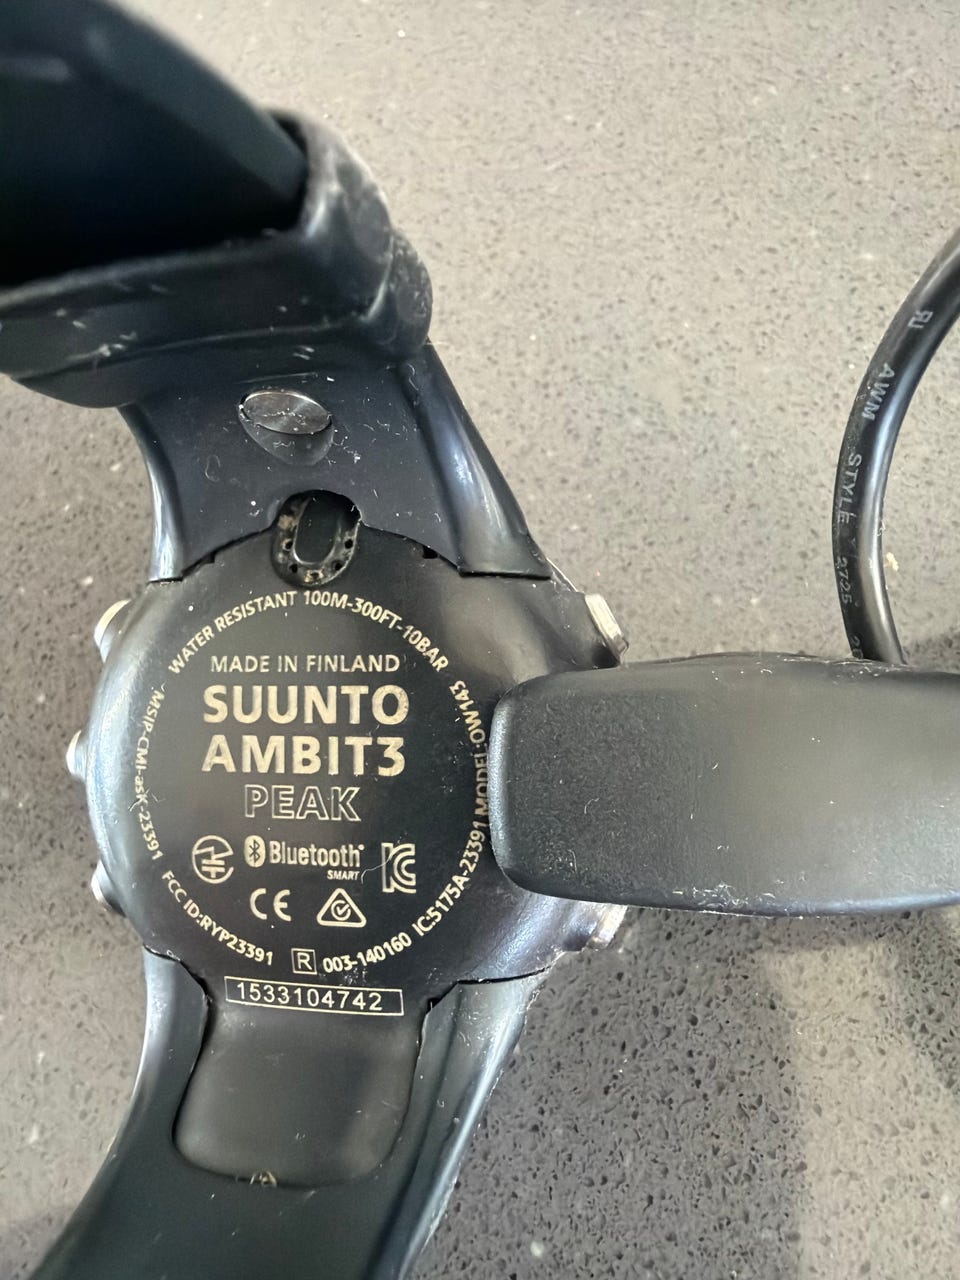 WATER RESISTANT 100M-300FT-10BAR
MADE IN FINLAND
SUUNTO
AMBIT3
PEAK
Bluetooth
SMART
CE
R 003-140160
FCC ID:RYP23391
MSIP-CMI-asK-23391
IC:5175A-23391 MODEL:OW143
1533104742
AWM STYLE 2725